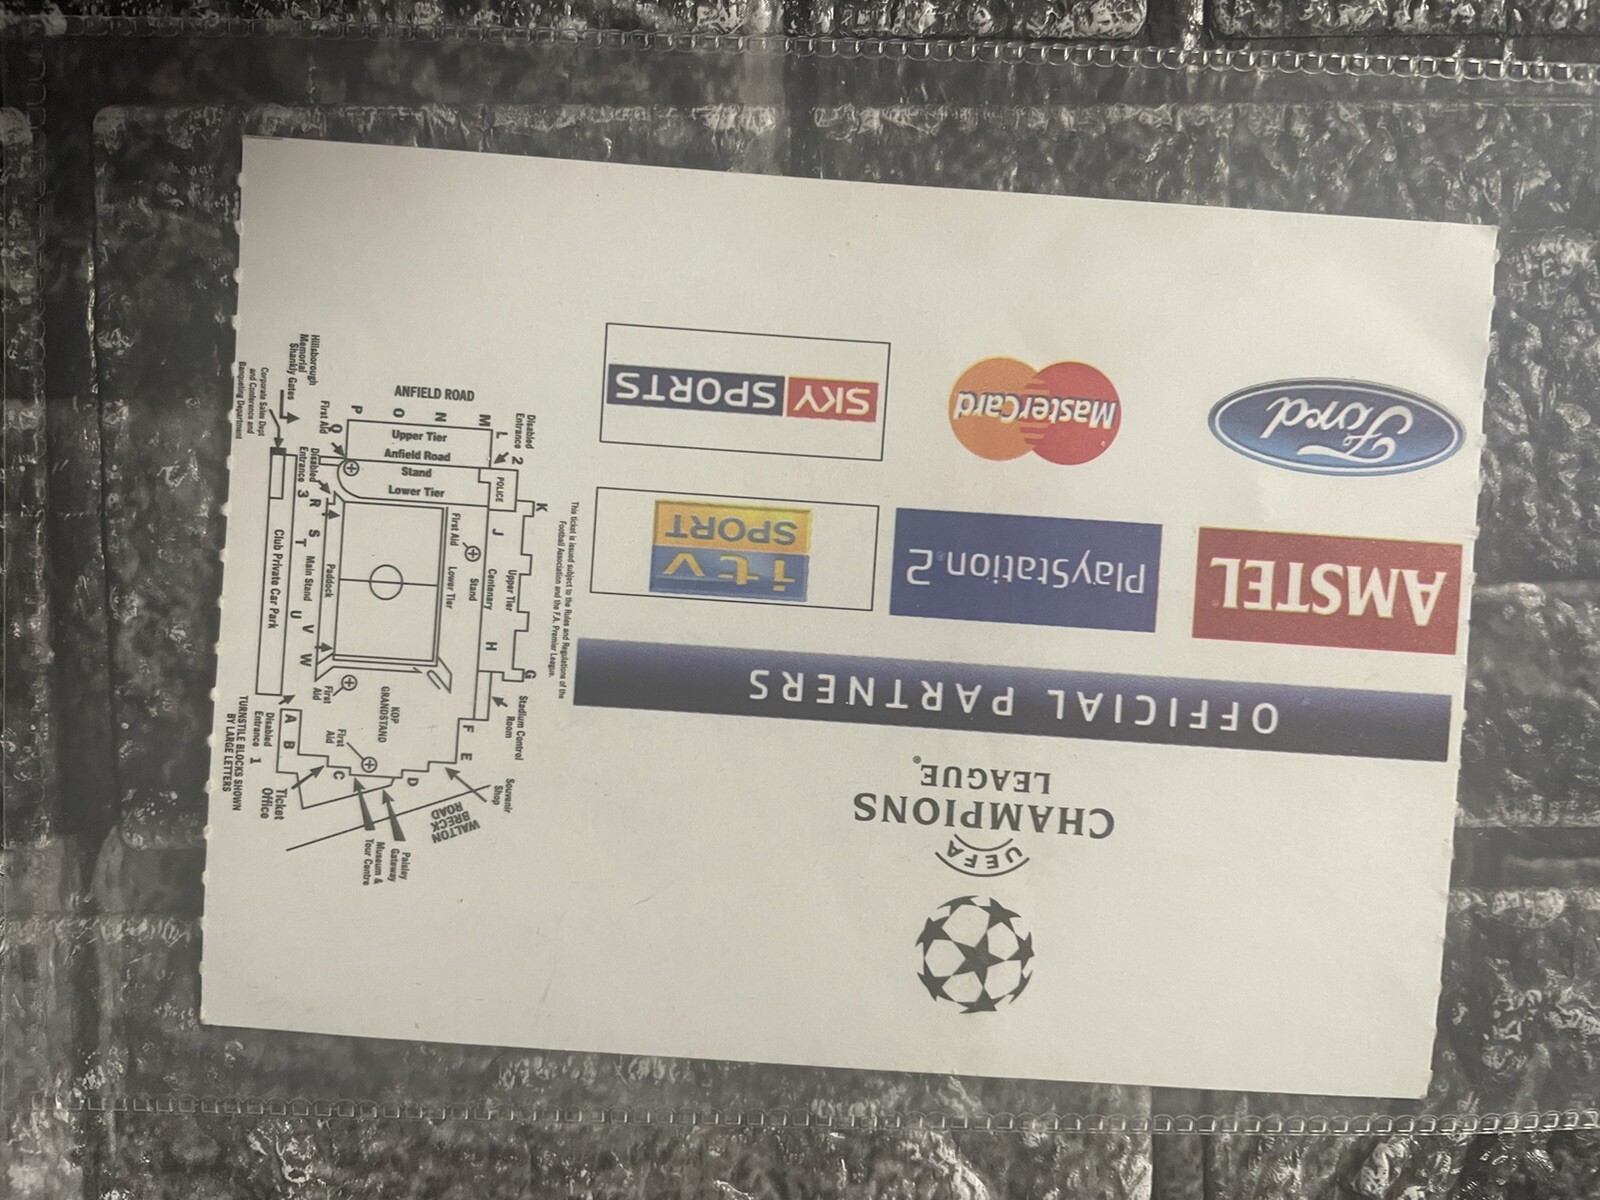 UEFA
CHAMPIONS
LEAGUE®
OFFICIAL PARTNERS
AMSTEL
PlayStation®2
itv
SPORT
Ford
MasterCard
SKY SPORTS
This ticket is issued subject to the Rules and Regulations of the
Football Association and the F.A. Premier League.
ANFIELD ROAD
P O N M
Upper Tier
Anfield Road
Stand
Lower Tier
Disabled
Entrance 2
L
POLICE
K
J
Upper Tier
Centenary
Stand
Lower Tier
First Aid
H
G
Stadium Control
Room
F
E
Souvenir
Shop
WALTON
BRECK
ROAD
D
Paisley
Gateway
Museum &
Tour Centre
C
First
Aid
KOP
GRANDSTAND
First
Aid
B
A
Ticket
Office
Disabled
Entrance 1
TURNSTILE BLOCKS SHOWN
BY LARGE LETTERS
Hillsborough
Memorial
Shankly Gates
Corporate Sales Dept
and Conference and
Banqueting Department
First Aid
Q
Disabled
Entrance 3
R S T U V W
Main Stand
Paddock
Club Private Car Park